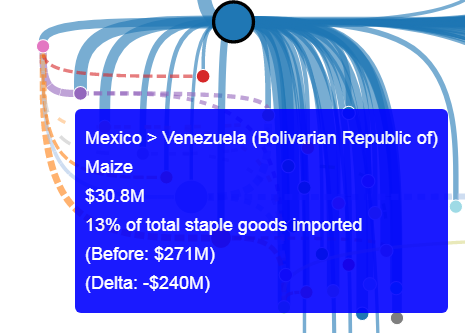 Mexico > Venezuela (Bolivarian Republic of)
Maize
$30.8M
13% of total staple goods imported
(Before: $271M)
(Delta: -$240M)